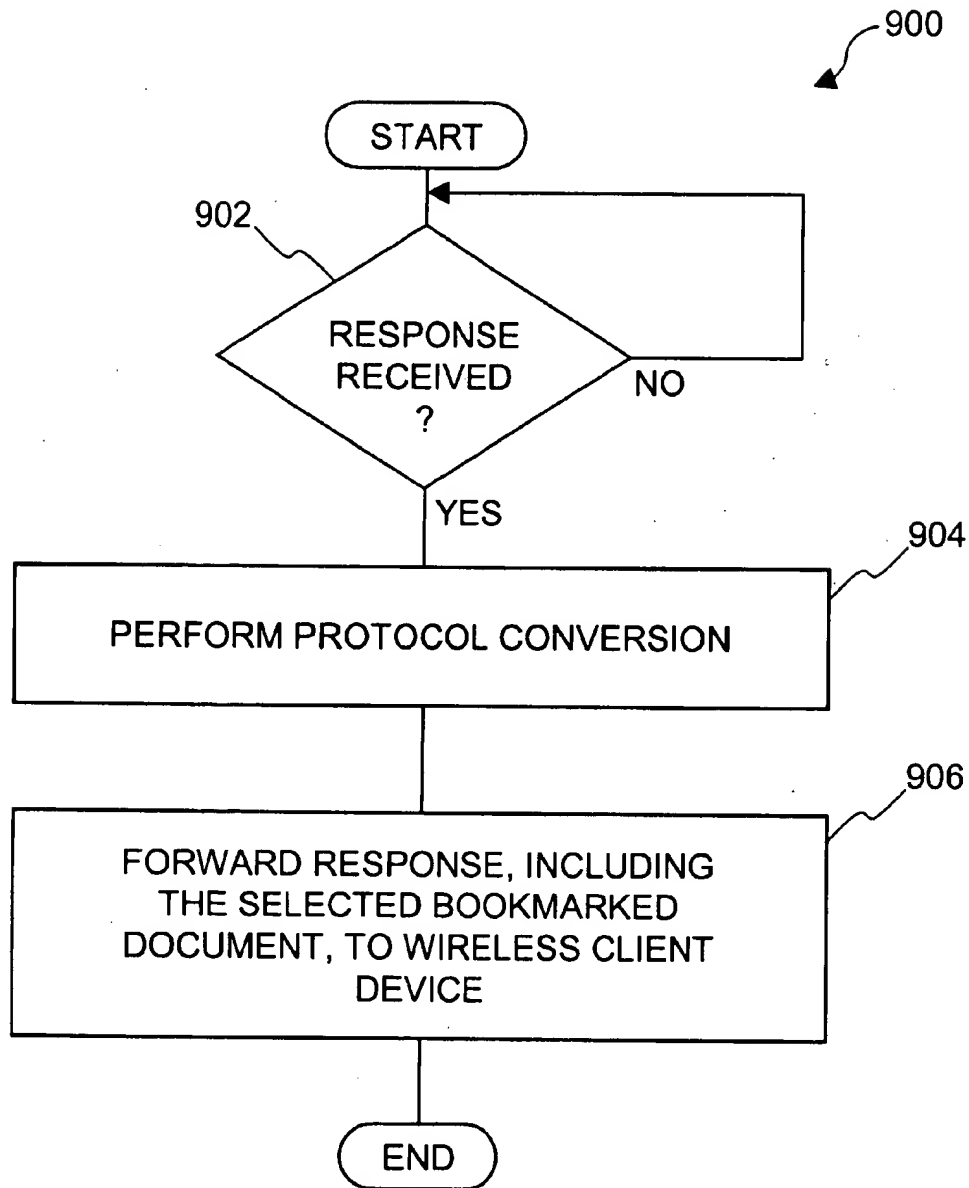 900
START
902
RESPONSE
RECEIVED
?
NO
YES
904
PERFORM PROTOCOL CONVERSION
906
FORWARD RESPONSE, INCLUDING
THE SELECTED BOOKMARKED
DOCUMENT, TO WIRELESS CLIENT
DEVICE
END